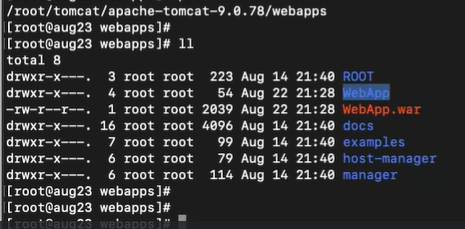 /root/tomcat/apache-tomcat-9.0.78/webapps
[root@aug23 webapps]#
[root@aug23 webapps]# ll
total 8
drwxr-x---. 3 root root 223 Aug 14 21:40 ROOT
drwxr-x---. 4 root root 54 Aug 22 21:28 WebApp
-rw-r--r--. 1 root root 2039 Aug 22 21:28 WebApp.war
drwxr-x---. 16 root root 4096 Aug 14 21:40 docs
drwxr-x---. 7 root root 99 Aug 14 21:40 examples
drwxr-x---. 6 root root 79 Aug 14 21:40 host-manager
drwxr-x---. 6 root root 114 Aug 14 21:40 manager
[root@aug23 webapps]#
[root@aug23 webapps]#
[root@aug23 webapps]#